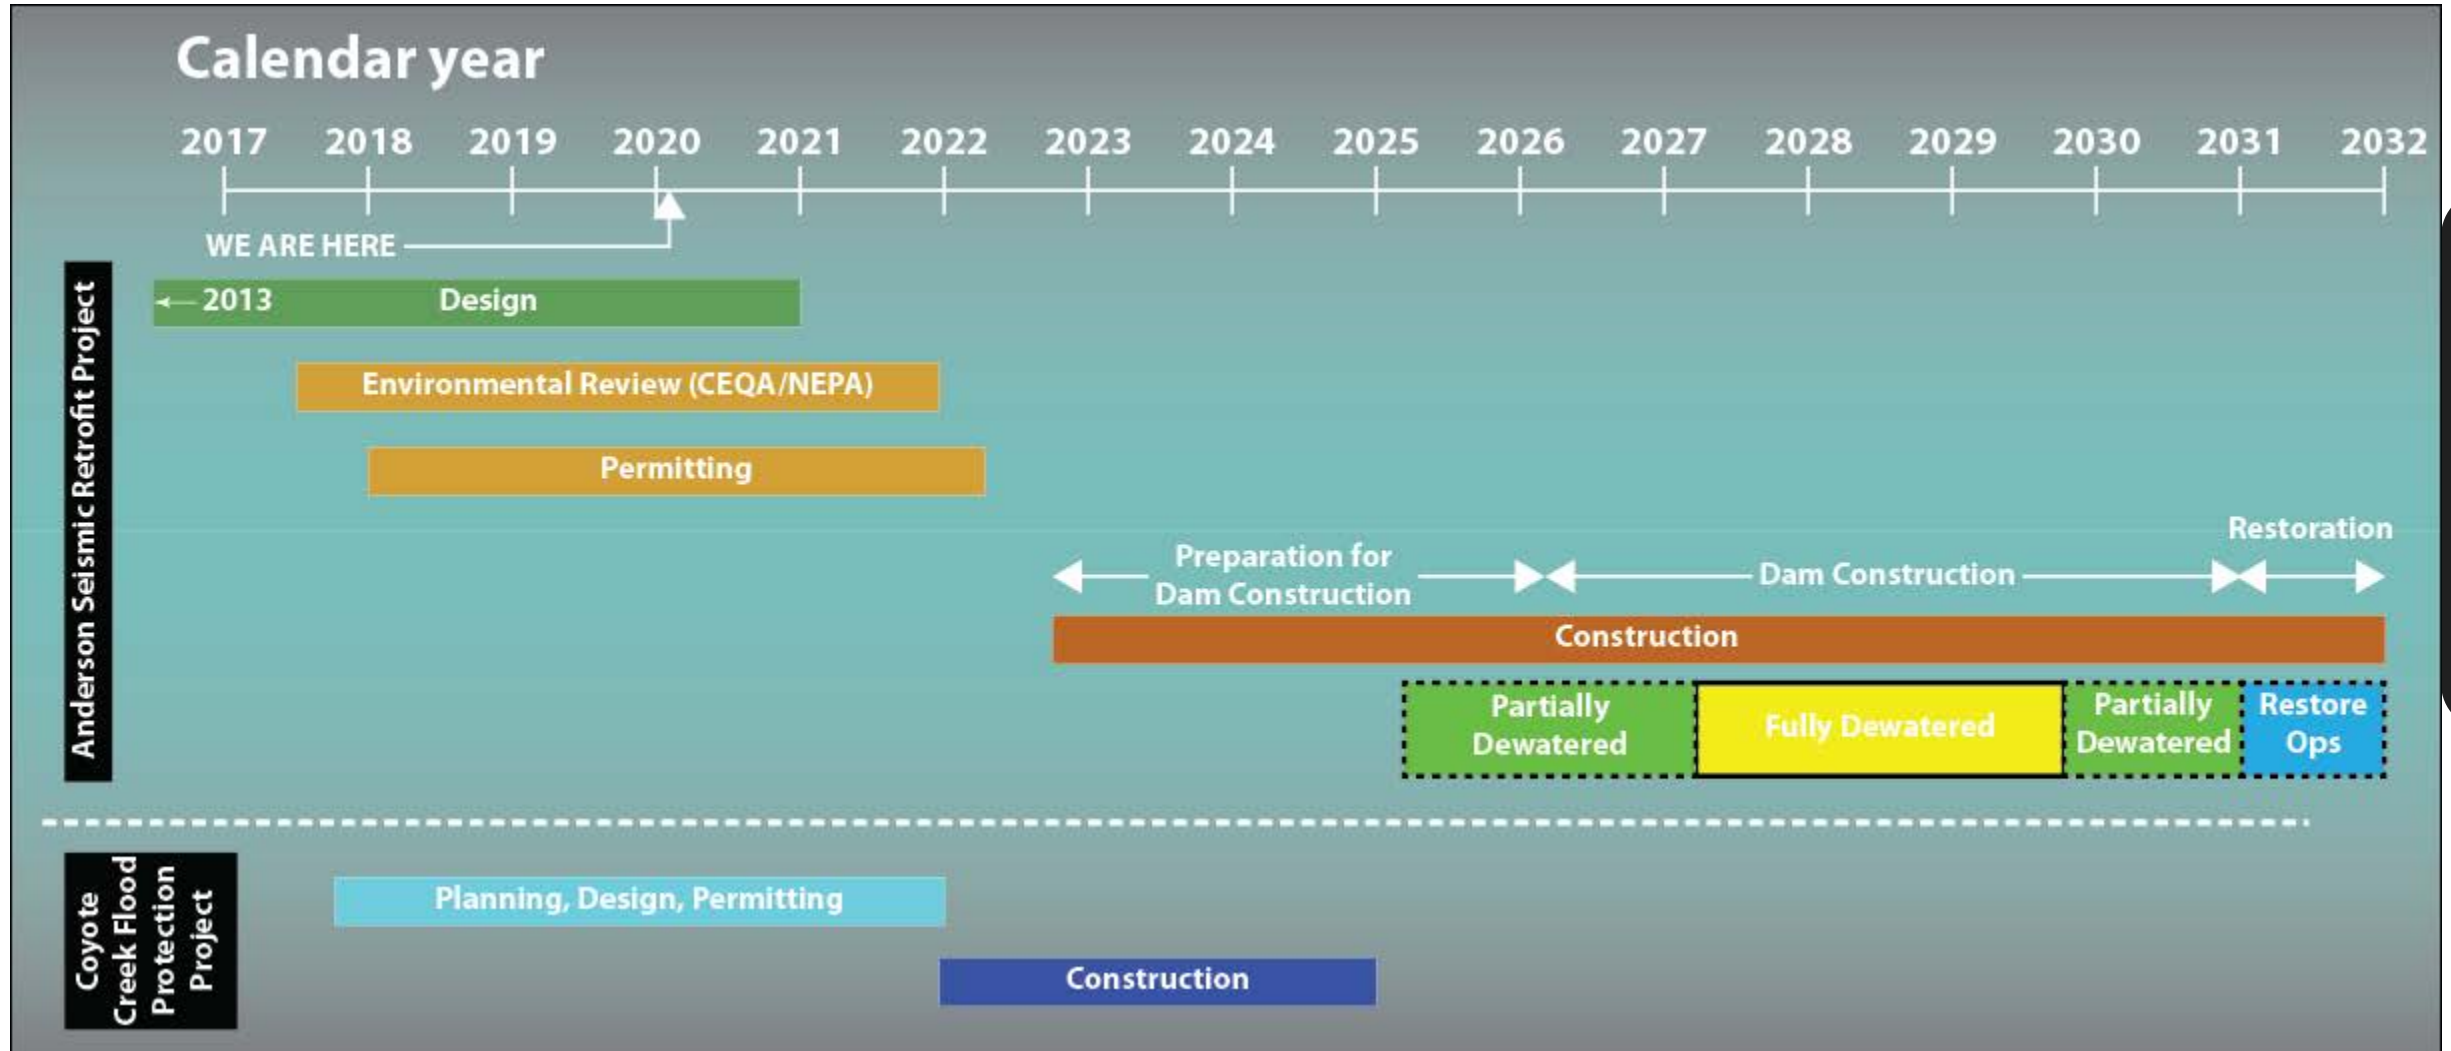 Calendar year
2017 2018 2019 2020 2021 2022 2023 2024 2025 2026 2027 2028 2029 2030 2031 2032
WE ARE HERE
Anderson Seismic Retrofit Project
2013 Design
Environmental Review (CEQA/NEPA)
Permitting
Preparation for
Dam Construction
Dam Construction
Restoration
Construction
Partially
Dewatered
Fully Dewatered
Partially
Dewatered
Restore
Ops
Coyote
Creek Flood
Protection
Project
Planning, Design, Permitting
Construction